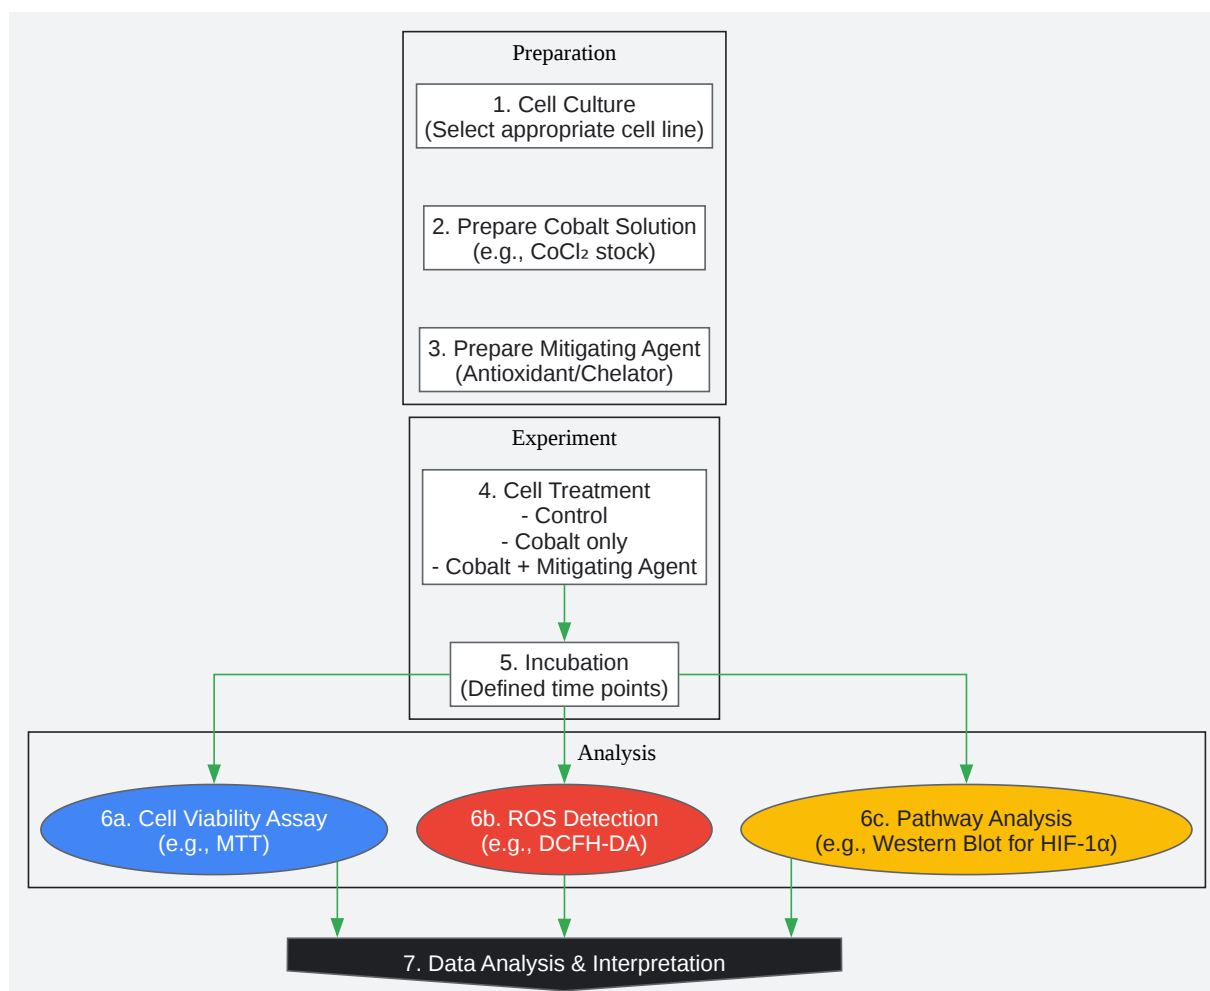 Preparation
1. Cell Culture
(Select appropriate cell line)
2. Prepare Cobalt Solution
(e.g., CoCl₂ stock)
3. Prepare Mitigating Agent
(Antioxidant/Chelator)
Experiment
4. Cell Treatment
- Control
- Cobalt only
- Cobalt + Mitigating Agent
5. Incubation
(Defined time points)
Analysis
6a. Cell Viability Assay
(e.g., MTT)
6b. ROS Detection
(e.g., DCFH-DA)
6c. Pathway Analysis
(e.g., Western Blot for HIF-1α)
7. Data Analysis & Interpretation